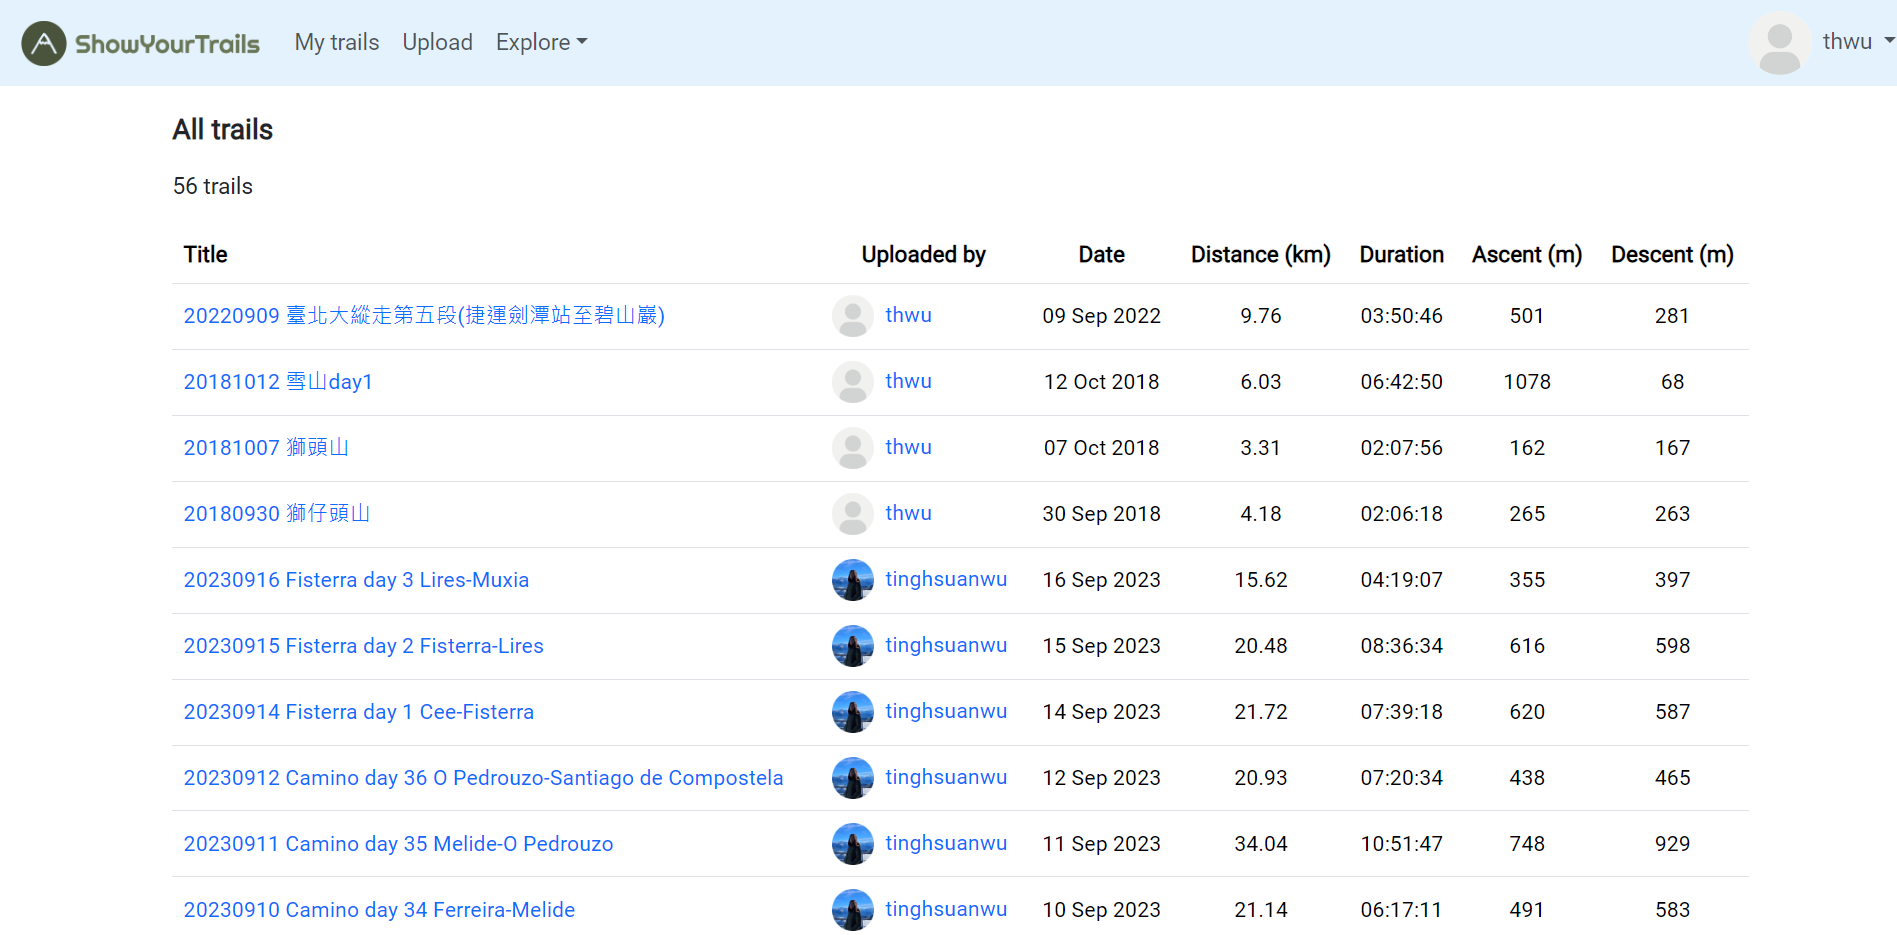 ShowYourTrails My trails Upload Explore thwu
All trails
56 trails
Title Uploaded by Date Distance (km) Duration Ascent (m) Descent (m)
20220909 臺北大縱走第五段(捷運劍潭站至碧山巖) thwu 09 Sep 2022 9.76 03:50:46 501 281
20181012 雪山day1 thwu 12 Oct 2018 6.03 06:42:50 1078 68
20181007 獅頭山 thwu 07 Oct 2018 3.31 02:07:56 162 167
20180930 獅仔頭山 thwu 30 Sep 2018 4.18 02:06:18 265 263
20230916 Fisterra day 3 Lires-Muxia tinghsuanwu 16 Sep 2023 15.62 04:19:07 355 397
20230915 Fisterra day 2 Fisterra-Lires tinghsuanwu 15 Sep 2023 20.48 08:36:34 616 598
20230914 Fisterra day 1 Cee-Fisterra tinghsuanwu 14 Sep 2023 21.72 07:39:18 620 587
20230912 Camino day 36 O Pedrouzo-Santiago de Compostela tinghsuanwu 12 Sep 2023 20.93 07:20:34 438 465
20230911 Camino day 35 Melide-O Pedrouzo tinghsuanwu 11 Sep 2023 34.04 10:51:47 748 929
20230910 Camino day 34 Ferreira-Melide tinghsuanwu 10 Sep 2023 21.14 06:17:11 491 583